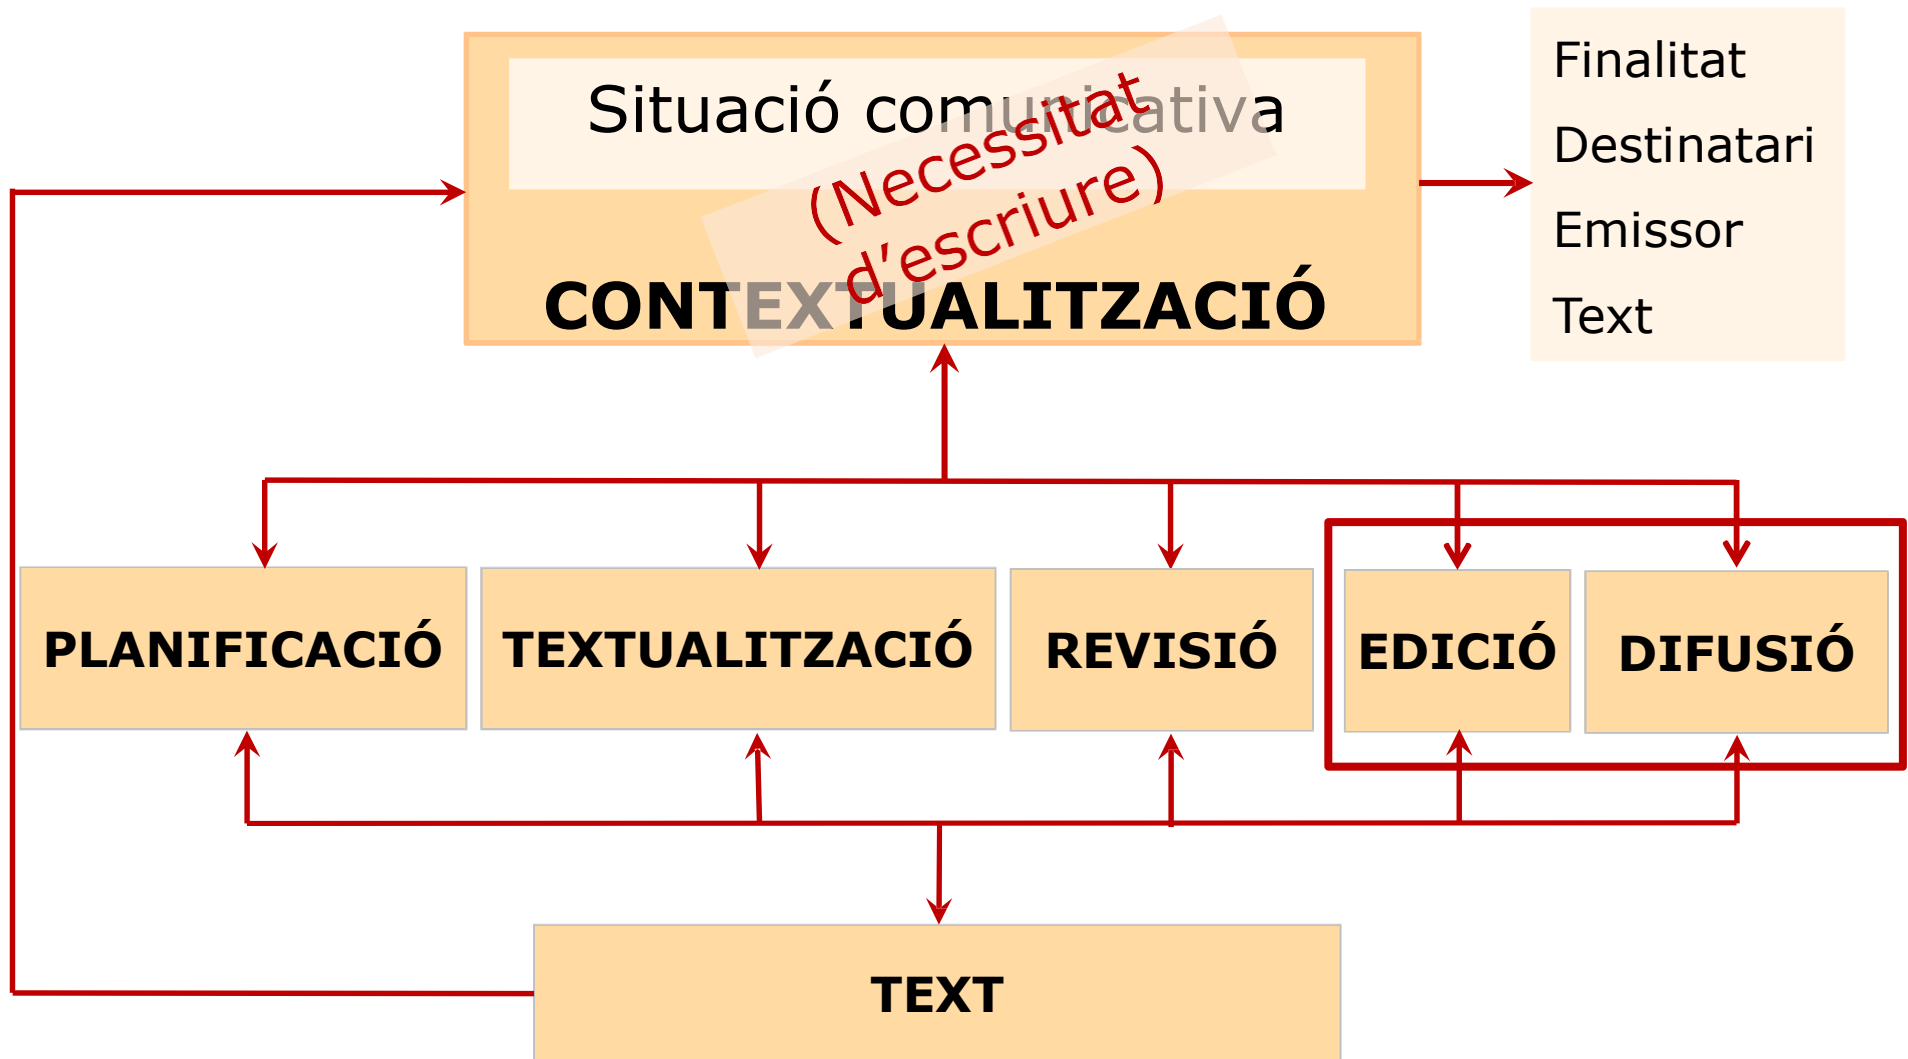 Situació comunicativa
(Necessitat
d’escriure)
CONTEXTUALITZACIÓ
Finalitat
Destinatari
Emissor
Text
PLANIFICACIÓ
TEXTUALITZACIÓ
REVISIÓ
EDICIÓ
DIFUSIÓ
TEXT